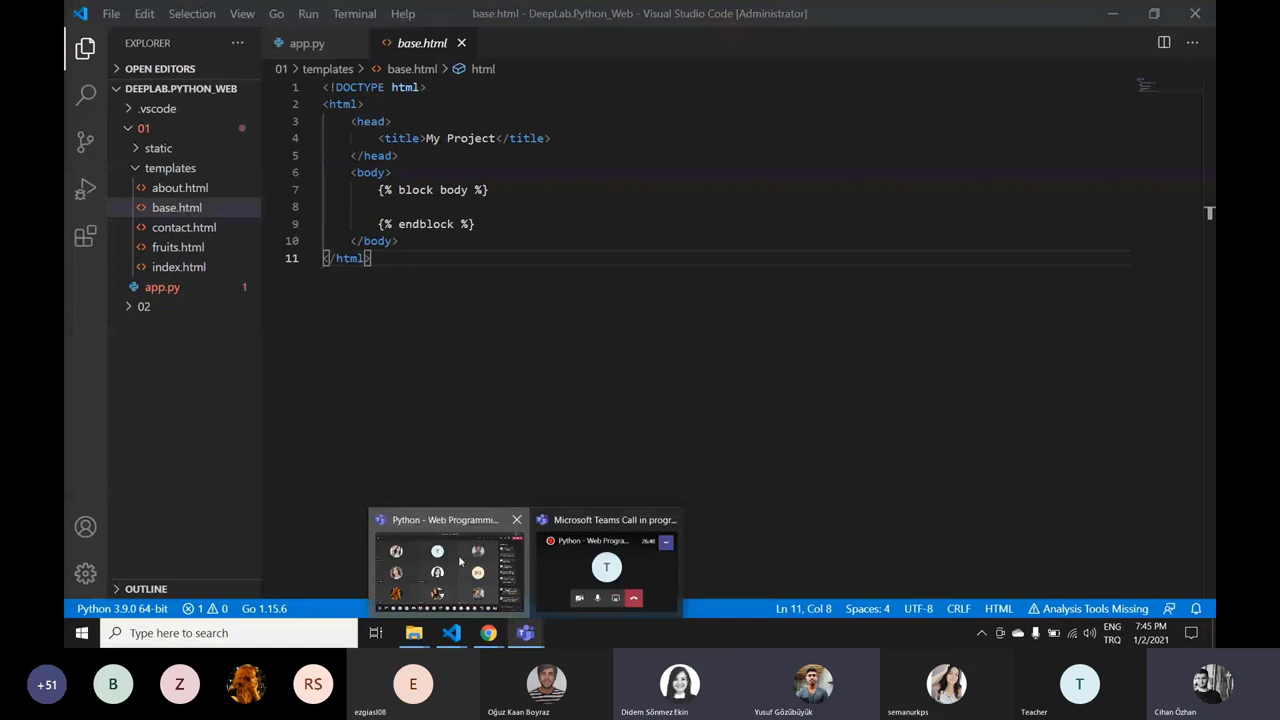 File Edit Selection View Go Run Terminal Help
base.html - DeepLab.Python_Web - Visual Studio Code [Administrator]
EXPLORER
app.py
base.html
OPEN EDITORS
01 > templates > base.html > html
DEEPLAB.PYTHON_WEB
.vscode
01
static
templates
about.html
base.html
contact.html
fruits.html
index.html
app.py 1
02
1 <!DOCTYPE html>
2 <html>
3 <head>
4 <title>My Project</title>
5 </head>
6 <body>
7 {% block body %}
8
9 {% endblock %}
10 </body>
11 </html>
Python - Web Programmi...
Microsoft Teams Call in progr...
Python - Web Progra... 26:48
T
OUTLINE
Python 3.9.0 64-bit 1 0 Go 1.15.6
Ln 11, Col 8 Spaces: 4 UTF-8 CRLF HTML Analysis Tools Missing
Type here to search
ENG
TRQ
7:45 PM
1/2/2021
+51 B Z RS E T
ezgiasl08
Oğuz Kaan Boyraz
Didem Sönmez Ekin
Yusuf Gözübüyük
semanurkps
Teacher
Cihan Özhan